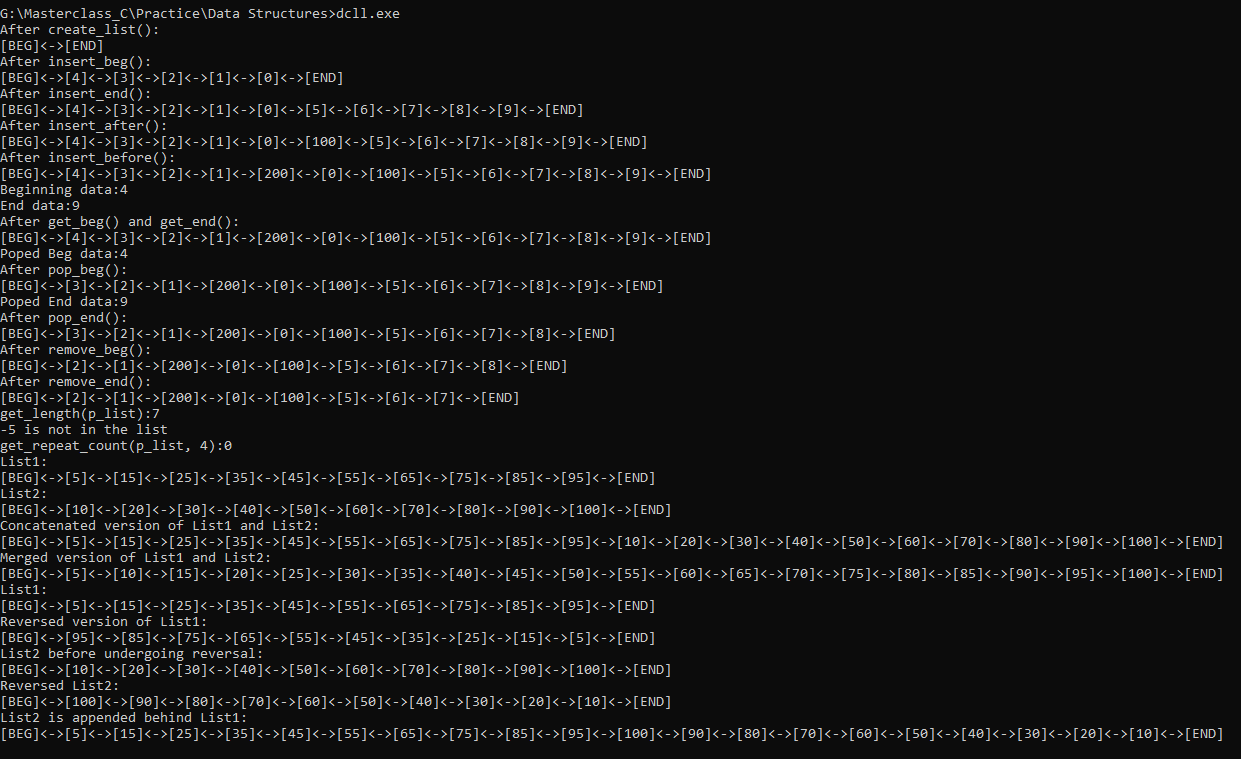 G:\Masterclass_C\Practice\Data Structures>dcll.exe
After create_list():
[BEG]<->[END]
After insert_beg():
[BEG]<->[4]<->[3]<->[2]<->[1]<->[0]<->[END]
After insert_end():
[BEG]<->[4]<->[3]<->[2]<->[1]<->[0]<->[5]<->[6]<->[7]<->[8]<->[9]<->[END]
After insert_after():
[BEG]<->[4]<->[3]<->[2]<->[1]<->[0]<->[100]<->[5]<->[6]<->[7]<->[8]<->[9]<->[END]
After insert_before():
[BEG]<->[4]<->[3]<->[2]<->[1]<->[200]<->[0]<->[100]<->[5]<->[6]<->[7]<->[8]<->[9]<->[END]
Beginning data:4
End data:9
After get_beg() and get_end():
[BEG]<->[4]<->[3]<->[2]<->[1]<->[200]<->[0]<->[100]<->[5]<->[6]<->[7]<->[8]<->[9]<->[END]
Poped Beg data:4
After pop_beg():
[BEG]<->[3]<->[2]<->[1]<->[200]<->[0]<->[100]<->[5]<->[6]<->[7]<->[8]<->[9]<->[END]
Poped End data:9
After pop_end():
[BEG]<->[3]<->[2]<->[1]<->[200]<->[0]<->[100]<->[5]<->[6]<->[7]<->[8]<->[END]
After remove_beg():
[BEG]<->[2]<->[1]<->[200]<->[0]<->[100]<->[5]<->[6]<->[7]<->[8]<->[END]
After remove_end():
[BEG]<->[2]<->[1]<->[200]<->[0]<->[100]<->[5]<->[6]<->[7]<->[END]
get_length(p_list):7
-5 is not in the list
get_repeat_count(p_list, 4):0
List1:
[BEG]<->[5]<->[15]<->[25]<->[35]<->[45]<->[55]<->[65]<->[75]<->[85]<->[95]<->[END]
List2:
[BEG]<->[10]<->[20]<->[30]<->[40]<->[50]<->[60]<->[70]<->[80]<->[90]<->[100]<->[END]
Concatenated version of List1 and List2:
[BEG]<->[5]<->[15]<->[25]<->[35]<->[45]<->[55]<->[65]<->[75]<->[85]<->[95]<->[10]<->[20]<->[30]<->[40]<->[50]<->[60]<->[70]<->[80]<->[90]<->[100]<->[END]
Merged version of List1 and List2:
[BEG]<->[5]<->[10]<->[15]<->[20]<->[25]<->[30]<->[35]<->[40]<->[45]<->[50]<->[55]<->[60]<->[65]<->[70]<->[75]<->[80]<->[85]<->[90]<->[95]<->[100]<->[END]
List1:
[BEG]<->[5]<->[15]<->[25]<->[35]<->[45]<->[55]<->[65]<->[75]<->[85]<->[95]<->[END]
Reversed version of List1:
[BEG]<->[95]<->[85]<->[75]<->[65]<->[55]<->[45]<->[35]<->[25]<->[15]<->[5]<->[END]
List2 before undergoing reversal:
[BEG]<->[10]<->[20]<->[30]<->[40]<->[50]<->[60]<->[70]<->[80]<->[90]<->[100]<->[END]
Reversed List2:
[BEG]<->[100]<->[90]<->[80]<->[70]<->[60]<->[50]<->[40]<->[30]<->[20]<->[10]<->[END]
List2 is appended behind List1:
[BEG]<->[5]<->[15]<->[25]<->[35]<->[45]<->[55]<->[65]<->[75]<->[85]<->[95]<->[100]<->[90]<->[80]<->[70]<->[60]<->[50]<->[40]<->[30]<->[20]<->[10]<->[END]